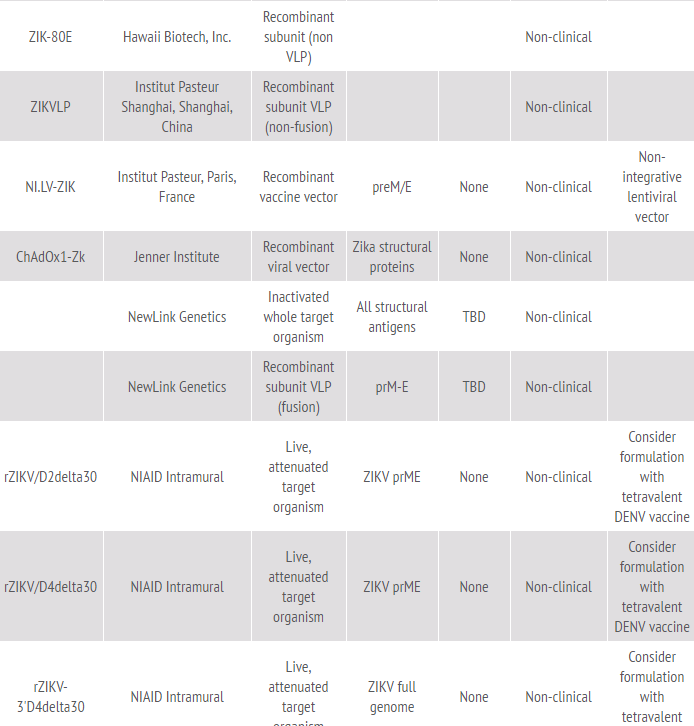 ZIK-80E
Hawaii Biotech, Inc.
Recombinant
subunit (non
VLP)
Non-clinical
ZIKVLP
Institut Pasteur
Shanghai, Shanghai,
China
Recombinant
subunit VLP
(non-fusion)
Non-clinical
NI.LV-ZIK
Institut Pasteur, Paris,
France
Recombinant
vaccine vector
preM/E
None
Non-clinical
Non-
integrative
lentiviral
vector
ChAdOx1-Zk
Jenner Institute
Recombinant
viral vector
Zika structural
proteins
None
Non-clinical
NewLink Genetics
Inactivated
whole target
organism
All structural
antigens
TBD
Non-clinical
NewLink Genetics
Recombinant
subunit VLP
(fusion)
prM-E
TBD
Non-clinical
rZIKV/D2delta30
NIAID Intramural
Live,
attenuated
target
organism
ZIKV prME
None
Non-clinical
Consider
formulation
with
tetravalent
DENV vaccine
rZIKV/D4delta30
NIAID Intramural
Live,
attenuated
target
organism
ZIKV prME
None
Non-clinical
Consider
formulation
with
tetravalent
DENV vaccine
rZIKV-
3'D4delta30
NIAID Intramural
Live,
attenuated
target
organism
ZIKV full
genome
None
Non-clinical
Consider
formulation
with
tetravalent